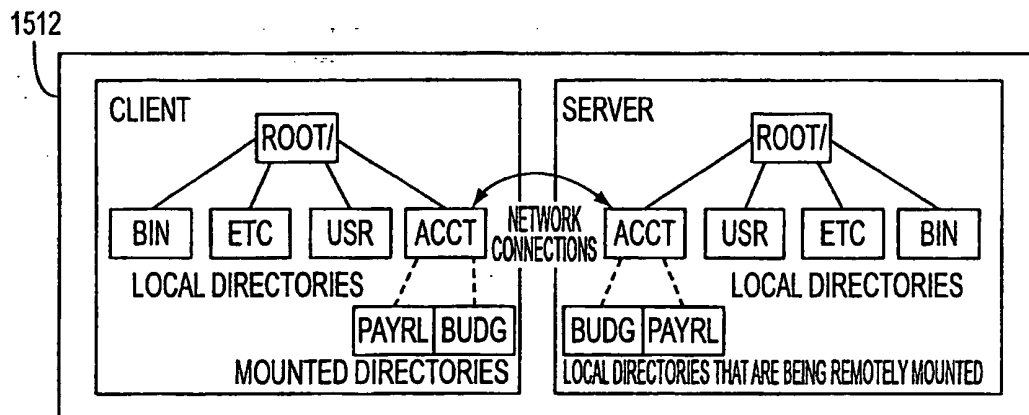 1512
CLIENT
ROOT/
BIN ETC USR ACCT
LOCAL DIRECTORIES
PAYRL BUDG
MOUNTED DIRECTORIES
NETWORK
CONNECTIONS
SERVER
ROOT/
ACCT USR ETC BIN
LOCAL DIRECTORIES
BUDG PAYRL
LOCAL DIRECTORIES THAT ARE BEING REMOTELY MOUNTED